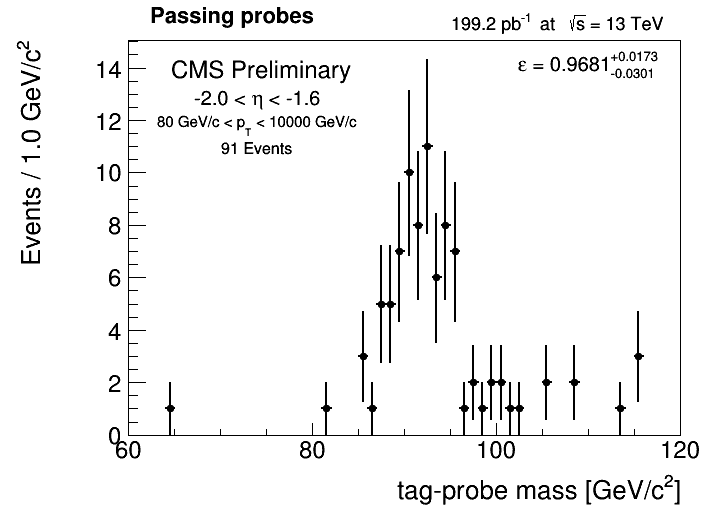 Passing probes
199.2 pb⁻¹ at √s = 13 TeV
CMS Preliminary
-2.0 < η < -1.6
80 GeV/c < p_T < 10000 GeV/c
91 Events
ε = 0.9681 +0.0173 -0.0301
Events / 1.0 GeV/c²
14
12
10
8
6
4
2
0
60 80 100 120
tag-probe mass [GeV/c²]